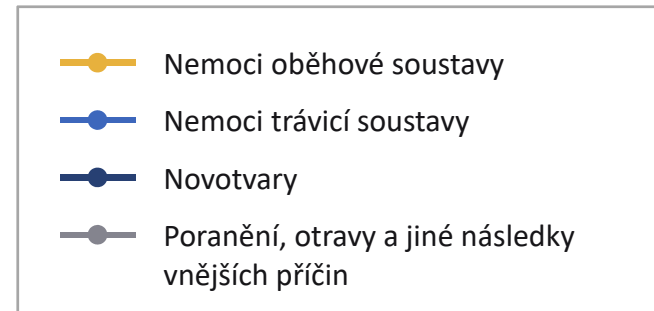 Nemoci oběhové soustavy
Nemoci trávicí soustavy
Novotvary
Poranění, otravy a jiné následky
vnějších příčin